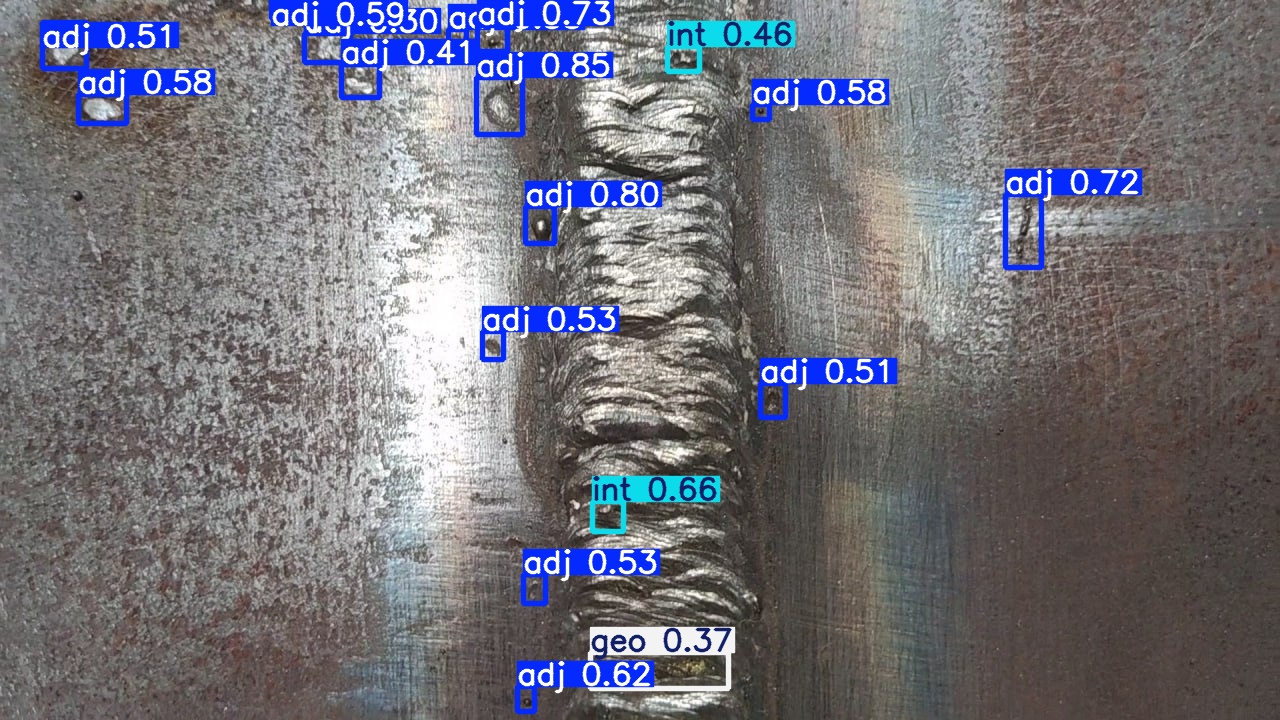 adj 0.59
adj 0.73
adj 0.51
int 0.46
adj 0.41
adj 0.85
adj 0.58
adj 0.58
adj 0.72
adj 0.80
adj 0.53
adj 0.51
int 0.66
adj 0.53
geo 0.37
adj 0.62